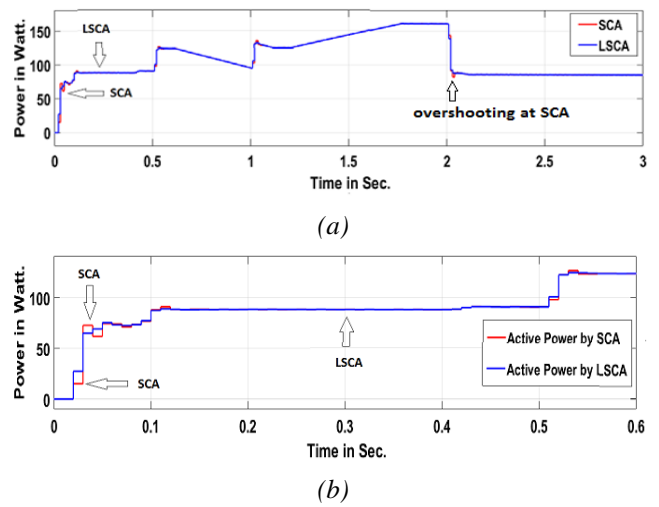 (a)
Power in Watt.
150
100
50
0
LSCA
SCA
SCA
LSCA
overshooting at SCA
0
0.5
1
1.5
2
2.5
3
Time in Sec.
(a)
Power in Watt.
100
50
0
SCA
SCA
LSCA
Active Power by SCA
Active Power by LSCA
0
0.1
0.2
0.3
0.4
0.5
0.6
Time in Sec.
(b)